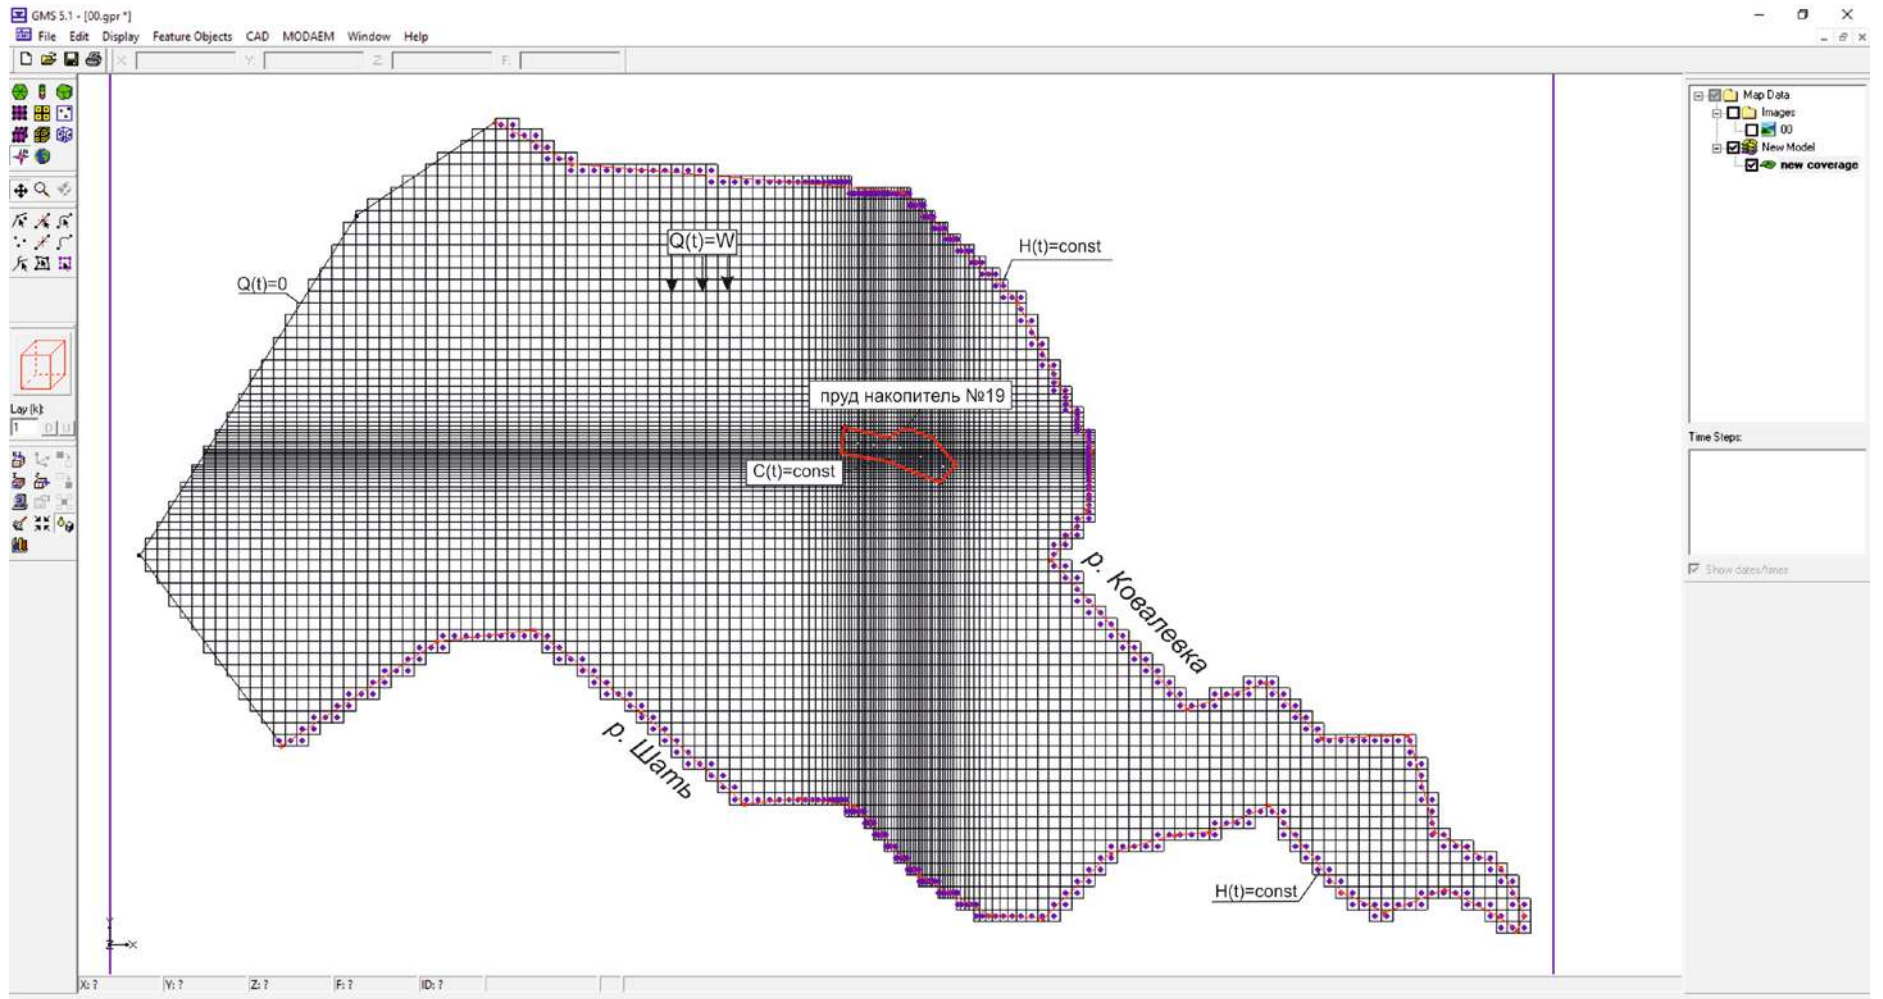 GMS 5.1 - [00.gpr *]
File Edit Display Feature Objects CAD MODAEM Window Help
X: Y: Z: F:
Map Data
Images
00
New Model
new coverage
Q(t)=W
H(t)=const
Q(t)=0
пруд накопитель №19
Lay (k):
1
Time Steps:
C(t)=const
р. Ковалевка
Show dates/times
р. Шать
H(t)=const
Y
Z X
X: ? Y: ? Z: ? F: ? ID: ?